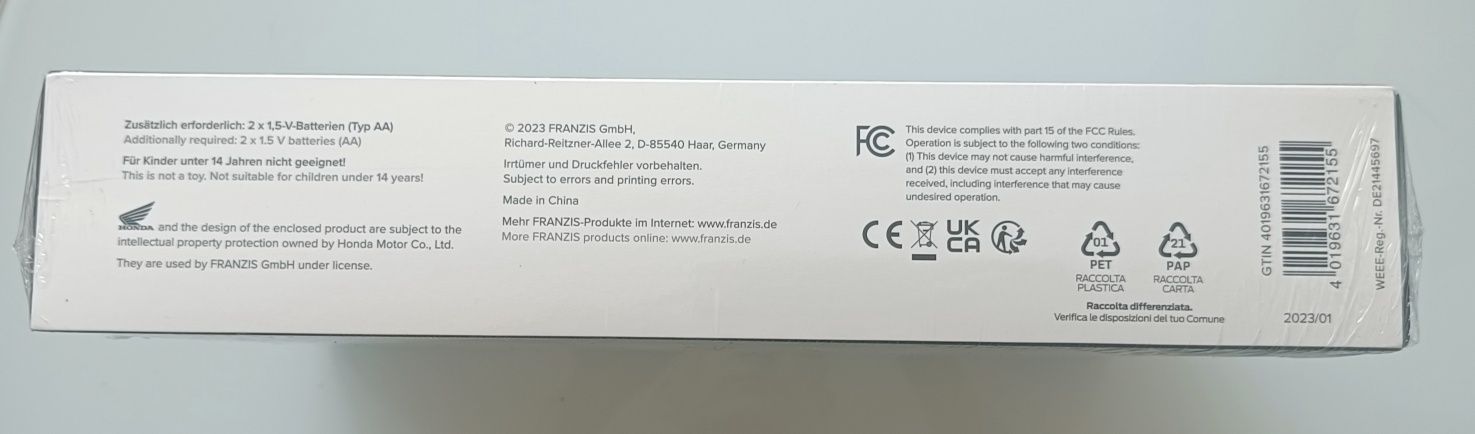 Zusätzlich erforderlich: 2 x 1,5-V-Batterien (Typ AA)
Additionally required: 2 x 1.5 V batteries (AA)
Für Kinder unter 14 Jahren nicht geeignet!
This is not a toy. Not suitable for children under 14 years!
HONDA and the design of the enclosed product are subject to the
intellectual property protection owned by Honda Motor Co., Ltd.
They are used by FRANZIS GmbH under license.
© 2023 FRANZIS GmbH,
Richard-Reitzner-Allee 2, D-85540 Haar, Germany
Irrtümer und Druckfehler vorbehalten.
Subject to errors and printing errors.
Made in China
Mehr FRANZIS-Produkte im Internet: www.franzis.de
More FRANZIS products online: www.franzis.de
FC
This device complies with part 15 of the FCC Rules.
Operation is subject to the following two conditions:
(1) This device may not cause harmful interference,
and (2) this device must accept any interference
received, including interference that may cause
undesired operation.
CE
UK
CA
01
PET
RACCOLTA
PLASTICA
21
PAP
RACCOLTA
CARTA
Raccolta differenziata.
Verifica le disposizioni del tuo Comune
GTIN 4019631672155
4 019631 672155
WEEE-Reg.-Nr. DE21445697
2023/01